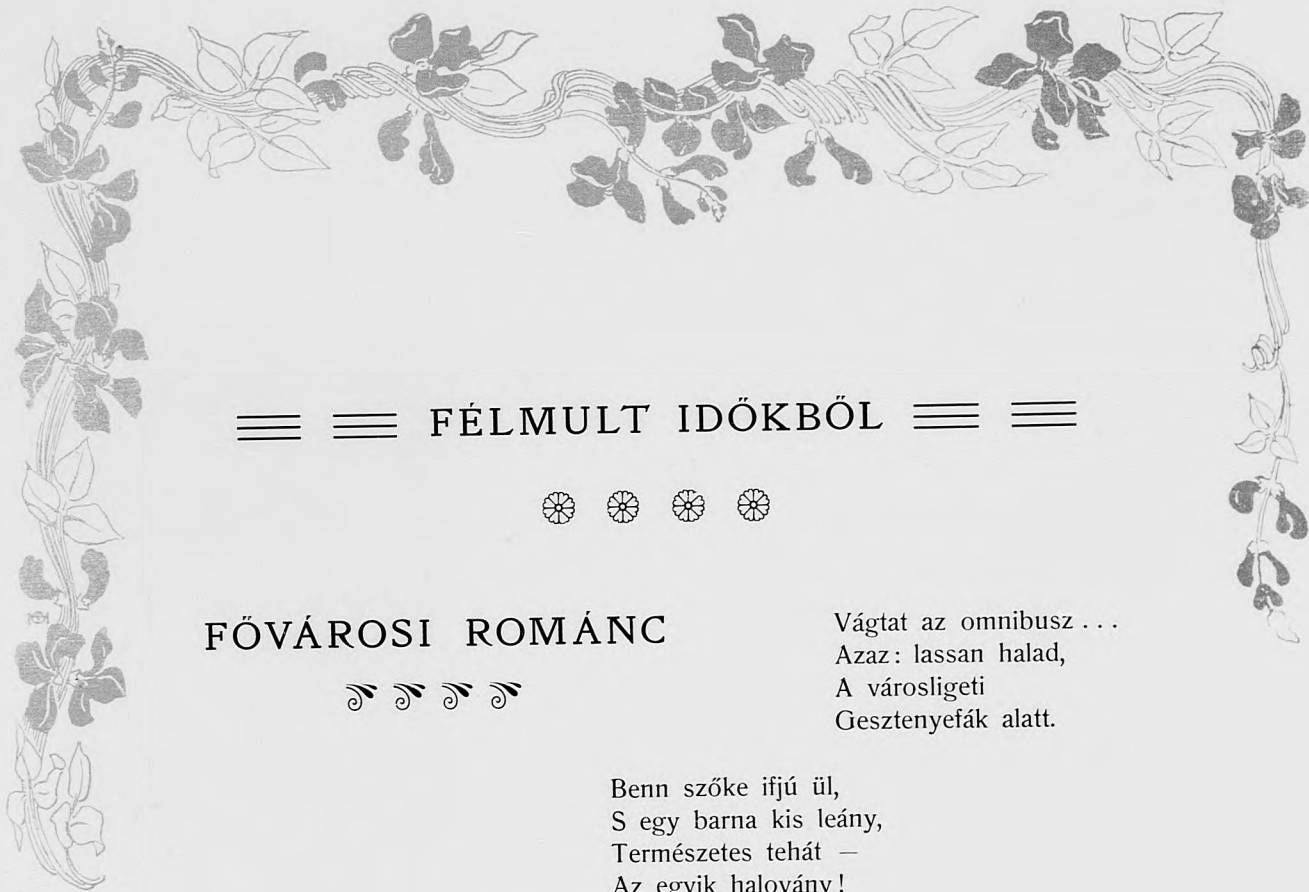 FÉLMULT IDŐKBŐL
FŐVÁROSI ROMÁNC
Vágtat az omnibusz . . .
Azaz: lassan halad,
A városligeti
Gesztenyefák alatt.
Benn szőke ifjú ül,
S egy barna kis leány,
Természetes tehát —
Az egyik halovány!